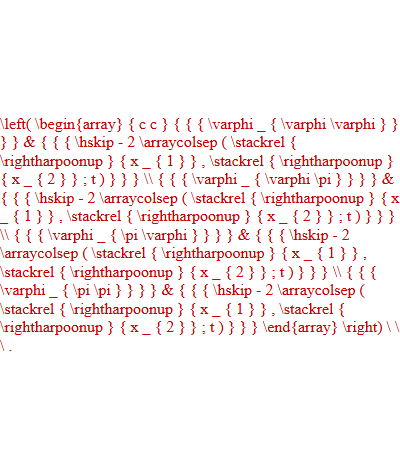 \left( \begin{array} { c c } { { { \varphi _ { \varphi \varphi } }
} } & { { { \hskip - 2 \arraycolsep ( \stackrel {
\rightharpoonup } { x _ { 1 } } , \stackrel { \rightharpoonup }
{ x _ { 2 } } ; t ) } } } \\ { { { \varphi _ { \varphi \pi } } } } &
{ { { \hskip - 2 \arraycolsep ( \stackrel { \rightharpoonup } { x
_ { 1 } } , \stackrel { \rightharpoonup } { x _ { 2 } } ; t ) } } }
\\ { { { \varphi _ { \pi \varphi } } } } & { { { \hskip - 2
\arraycolsep ( \stackrel { \rightharpoonup } { x _ { 1 } } ,
\stackrel { \rightharpoonup } { x _ { 2 } } ; t ) } } } \\ { { {
\varphi _ { \pi \pi } } } } & { { { \hskip - 2 \arraycolsep (
\stackrel { \rightharpoonup } { x _ { 1 } } , \stackrel {
\rightharpoonup } { x _ { 2 } } ; t ) } } } \end{array} \right) \ \
\ .